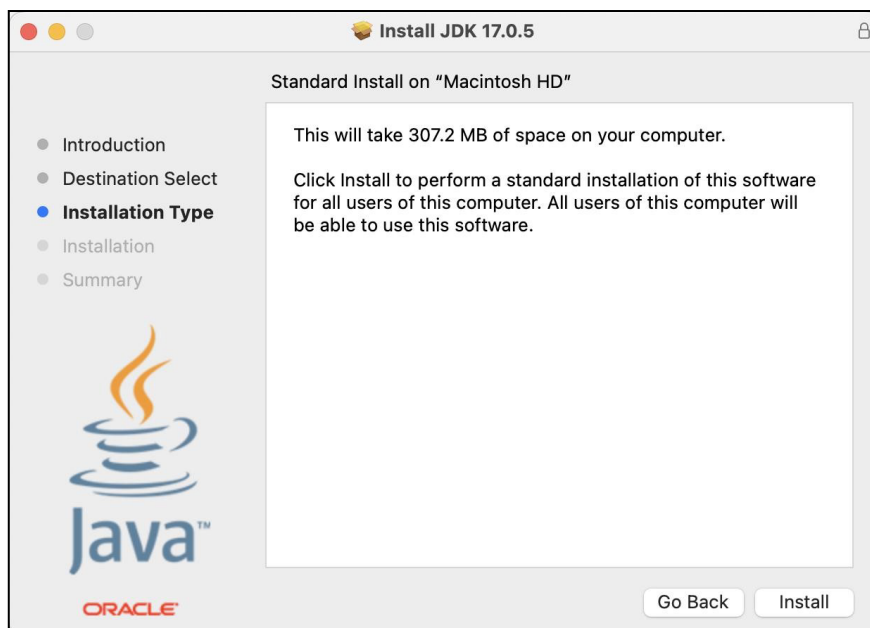 Install JDK 17.0.5
Standard Install on “Macintosh HD”
Introduction
Destination Select
Installation Type
Installation
Summary
This will take 307.2 MB of space on your computer.
Click Install to perform a standard installation of this software
for all users of this computer. All users of this computer will
be able to use this software.
Java™
ORACLE®
Go Back
Install